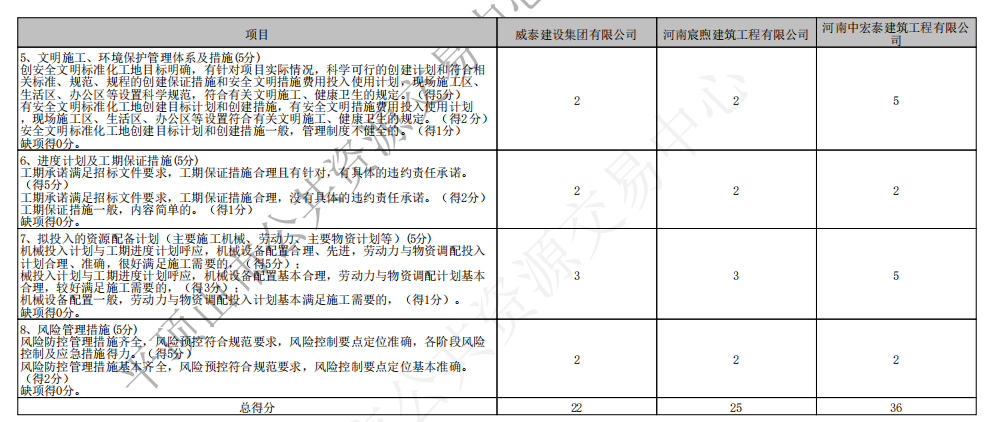 项目 威泰建设集团有限公司 河南宸煦建筑工程有限公司 河南中宏泰建筑工程有限公
司
5、文明施工、环境保护管理体系及措施(5分)
创安全文明标准化工地目标明确，有针对项目实际情况，科学可行的创建计划和符合相
关标准、规范、规程的创建保证措施和安全文明措施费用投入使用计划，现场施工区、
生活区、办公区等设置科学规范，符合有关文明施工、健康卫生的规定。（得5分）
有安全文明标准化工地创建目标计划和创建措施，有安全文明措施费用投入使用计划
，现场施工区、生活区、办公区等设置符合有关文明施工、健康卫生的规定。（得2分）
安全文明标准化工地创建目标计划和创建措施一般，管理制度不健全的。（得1分）
缺项得0分。
2 2 5
6、进度计划及工期保证措施(5分)
工期承诺满足招标文件要求，工期保证措施合理且有针对，有具体的违约责任承诺。
（得5分）
工期承诺满足招标文件要求，工期保证措施合理，没有具体的违约责任承诺。（得2分）
工期保证措施一般，内容简单的。（得1分）
缺项得0分。
2 2 2
7、拟投入的资源配备计划（主要施工机械、劳动力、主要物资计划等）(5分)
机械投入计划与工期进度计划呼应，机械设备配置合理、先进，劳动力与物资调配投入
计划合理、准确，很好满足施工需要的，（得5分）；
械投入计划与工期进度计划呼应，机械设备配置基本合理，劳动力与物资调配计划基本
合理，较好满足施工需要的，（得3分）；
机械设备配置一般，劳动力与物资调配投入计划基本满足施工需要的，（得1分）。
缺项得0分。
3 3 5
8、风险管理措施(5分)
风险防控管理措施齐全，风险预控符合规范要求，风险控制要点定位准确，各阶段风险
控制及应急措施得力。（得5分）
风险防控管理措施基本齐全，风险预控符合规范要求，风险控制要点定位基本准确。
（得2分）
缺项得0分。
2 2 2
总得分 22 25 36
平顶山市公共资源交易中心
公共资源交易中心